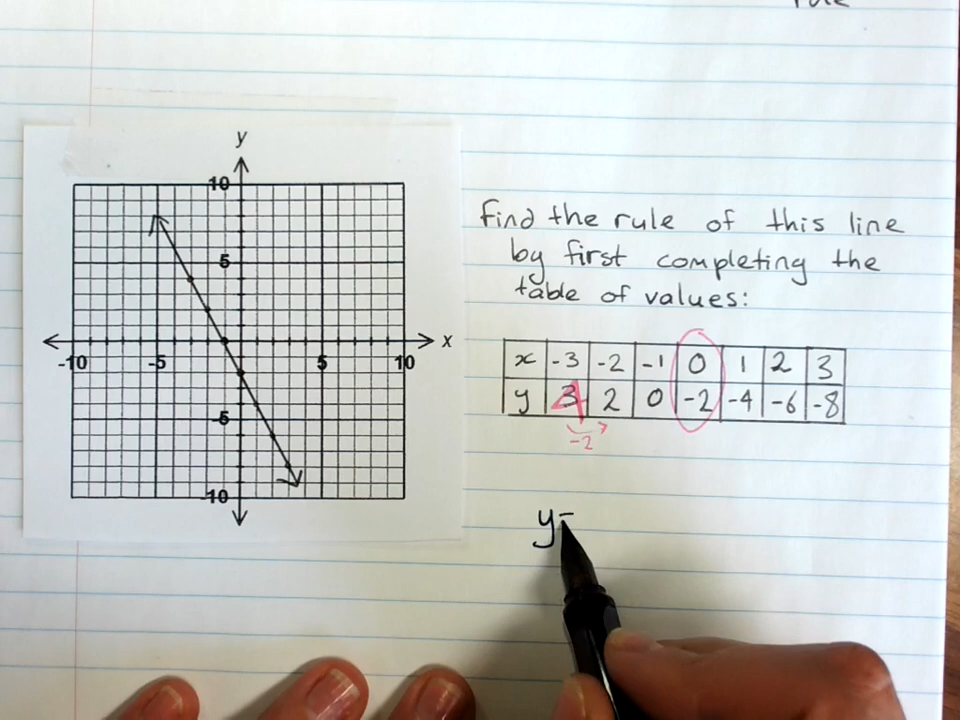 y
10
5
-10 -5 5 10 x
-5
-10
find the rule of this line
by first completing the
table of values:
x -3 -2 -1 0 1 2 3
y 4 2 0 -2 -4 -6 -8
-2
y=